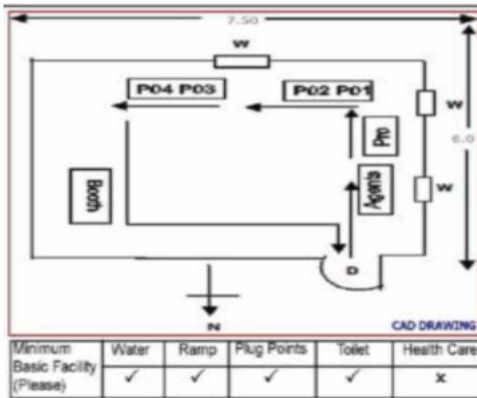 7.50
W
P04 P03 P02 P01
W
6.0
Pro
Booth
Agents
W
D
N
CAD DRAWING
Minimum Basic Facility (Please) Water Ramp Plug Points Toilet Health Care
✓ ✓ ✓ ✓ x